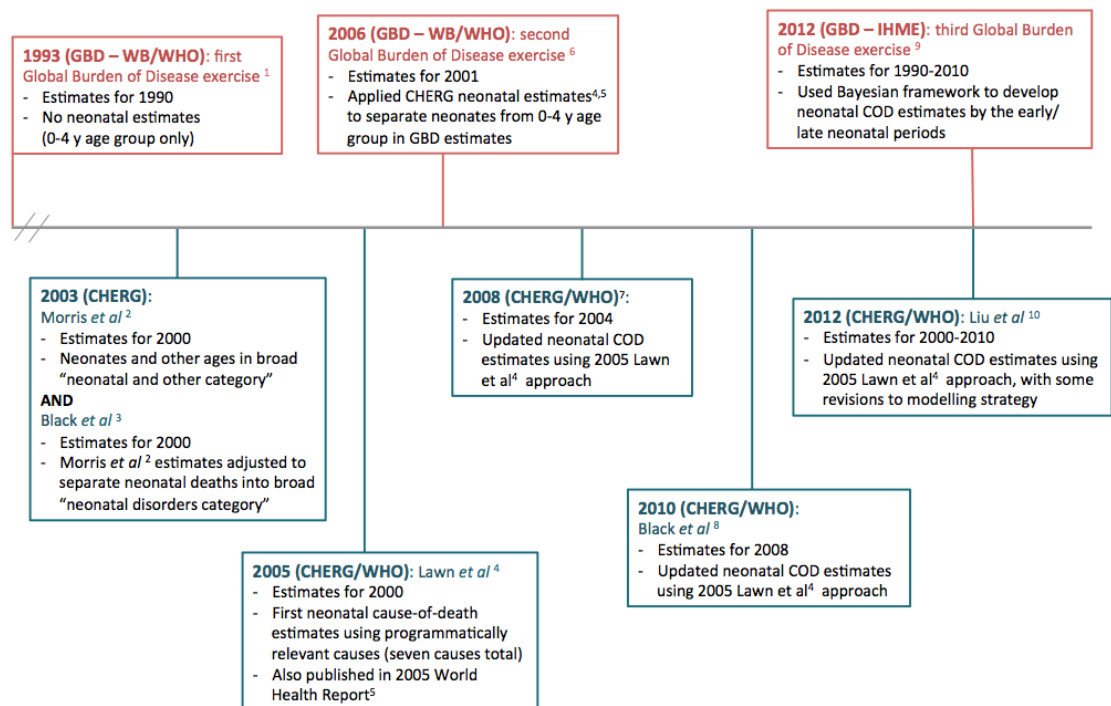 1993 (GBD – WB/WHO): first
Global Burden of Disease exercise 1
- Estimates for 1990
- No neonatal estimates
(0-4 y age group only)
2006 (GBD – WB/WHO): second
Global Burden of Disease exercise 6
- Estimates for 2001
- Applied CHERG neonatal estimates4,5
to separate neonates from 0-4 y age
group in GBD estimates
2012 (GBD – IHME): third Global Burden
of Disease exercise 9
- Estimates for 1990-2010
- Used Bayesian framework to develop
neonatal COD estimates by the early/
late neonatal periods
2003 (CHERG):
Morris et al 2
- Estimates for 2000
- Neonates and other ages in broad
“neonatal and other category”
AND
Black et al 3
- Estimates for 2000
- Morris et al 2 estimates adjusted to
separate neonatal deaths into broad
“neonatal disorders category”
2005 (CHERG/WHO): Lawn et al 4
- Estimates for 2000
- First neonatal cause-of-death
estimates using programmatically
relevant causes (seven causes total)
- Also published in 2005 World
Health Report5
2008 (CHERG/WHO)7:
- Estimates for 2004
- Updated neonatal COD
estimates using 2005 Lawn
et al4 approach
2010 (CHERG/WHO):
Black et al 8
- Estimates for 2008
- Updated neonatal COD estimates
using 2005 Lawn et al4 approach
2012 (CHERG/WHO): Liu et al 10
- Estimates for 2000-2010
- Updated neonatal COD estimates using
2005 Lawn et al4 approach, with some
revisions to modelling strategy